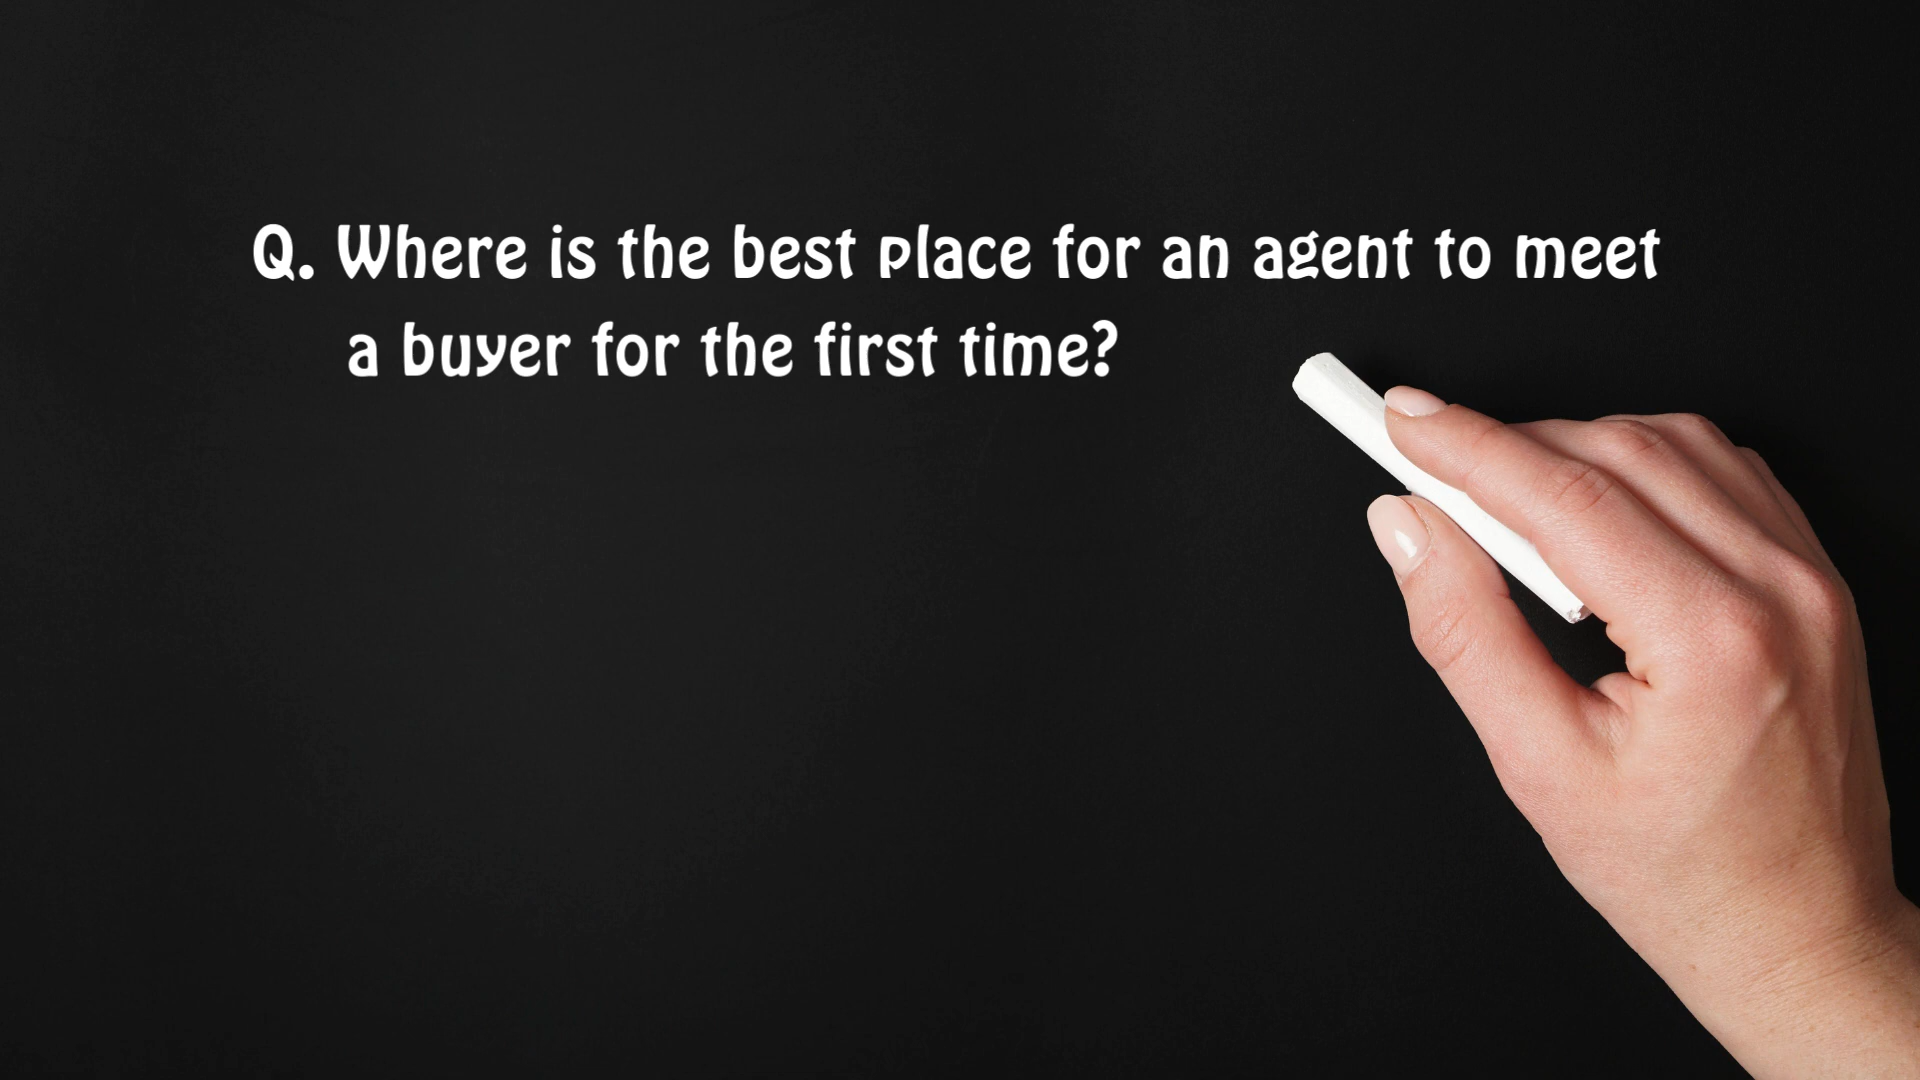 Q. Where is the best place for an agent to meet
a buyer for the first time?